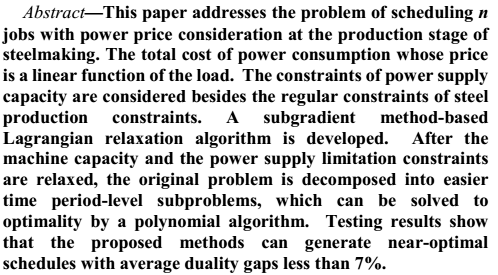 Abstract—This paper addresses the problem of scheduling n
jobs with power price consideration at the production stage of
steelmaking. The total cost of power consumption whose price
is a linear function of the load. The constraints of power supply
capacity are considered besides the regular constraints of steel
production constraints. A subgradient method-based
Lagrangian relaxation algorithm is developed. After the
machine capacity and the power supply limitation constraints
are relaxed, the original problem is decomposed into easier
time period-level subproblems, which can be solved to
optimality by a polynomial algorithm. Testing results show
that the proposed methods can generate near-optimal
schedules with average duality gaps less than 7%.